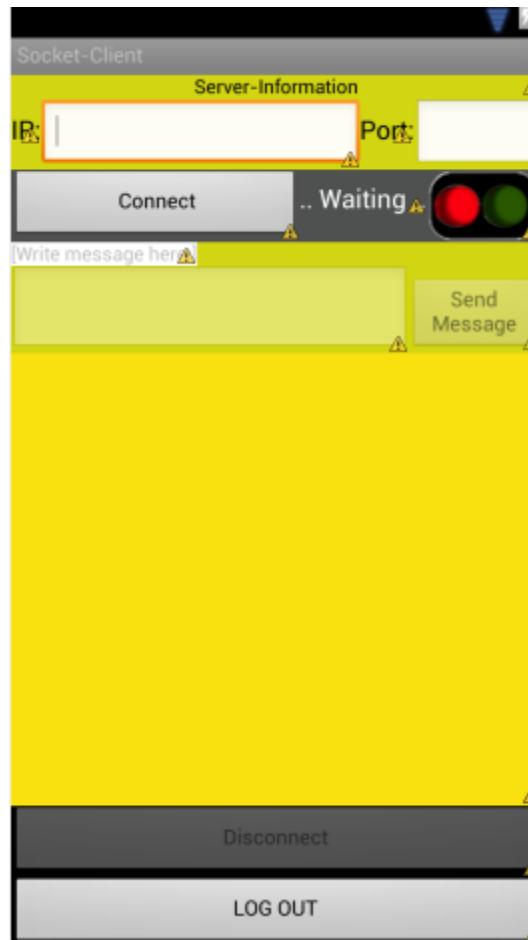 Socket-Client
Server-Information
IP:
Port:
Connect
.. Waiting
[Write message here]
Send
Message
Disconnect
LOG OUT